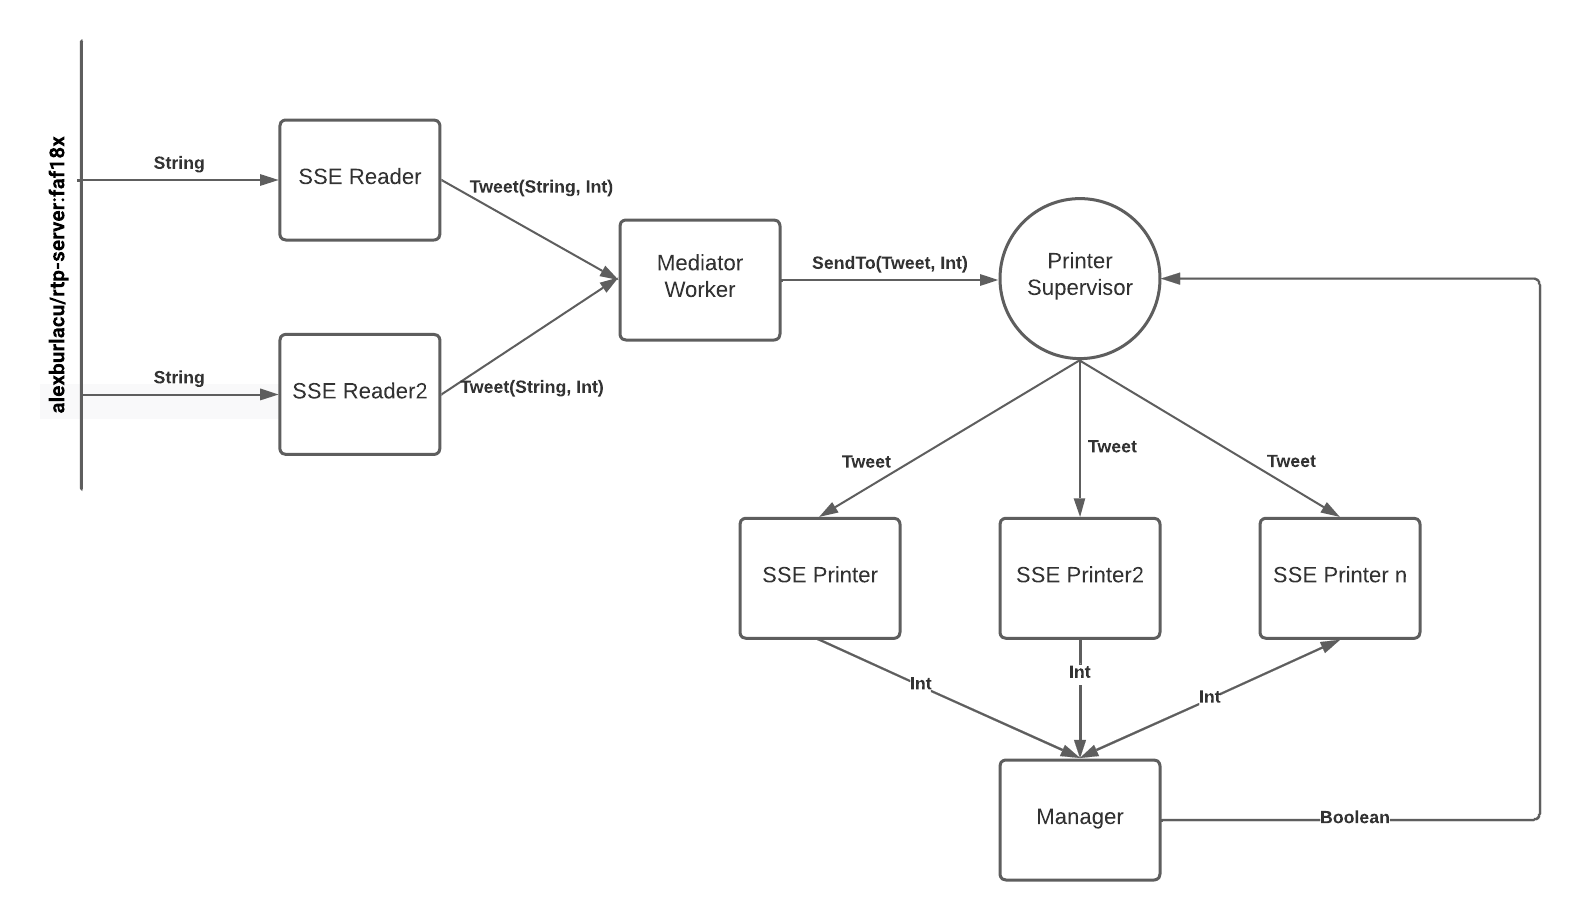 alexburlacu/rtp-server:faf18x
String
SSE Reader
Tweet(String, Int)
String
SSE Reader2
Tweet(String, Int)
Mediator
Worker
SendTo(Tweet, Int)
Printer
Supervisor
Tweet
Tweet
Tweet
SSE Printer
SSE Printer2
SSE Printer n
Int
Int
Int
Manager
Boolean